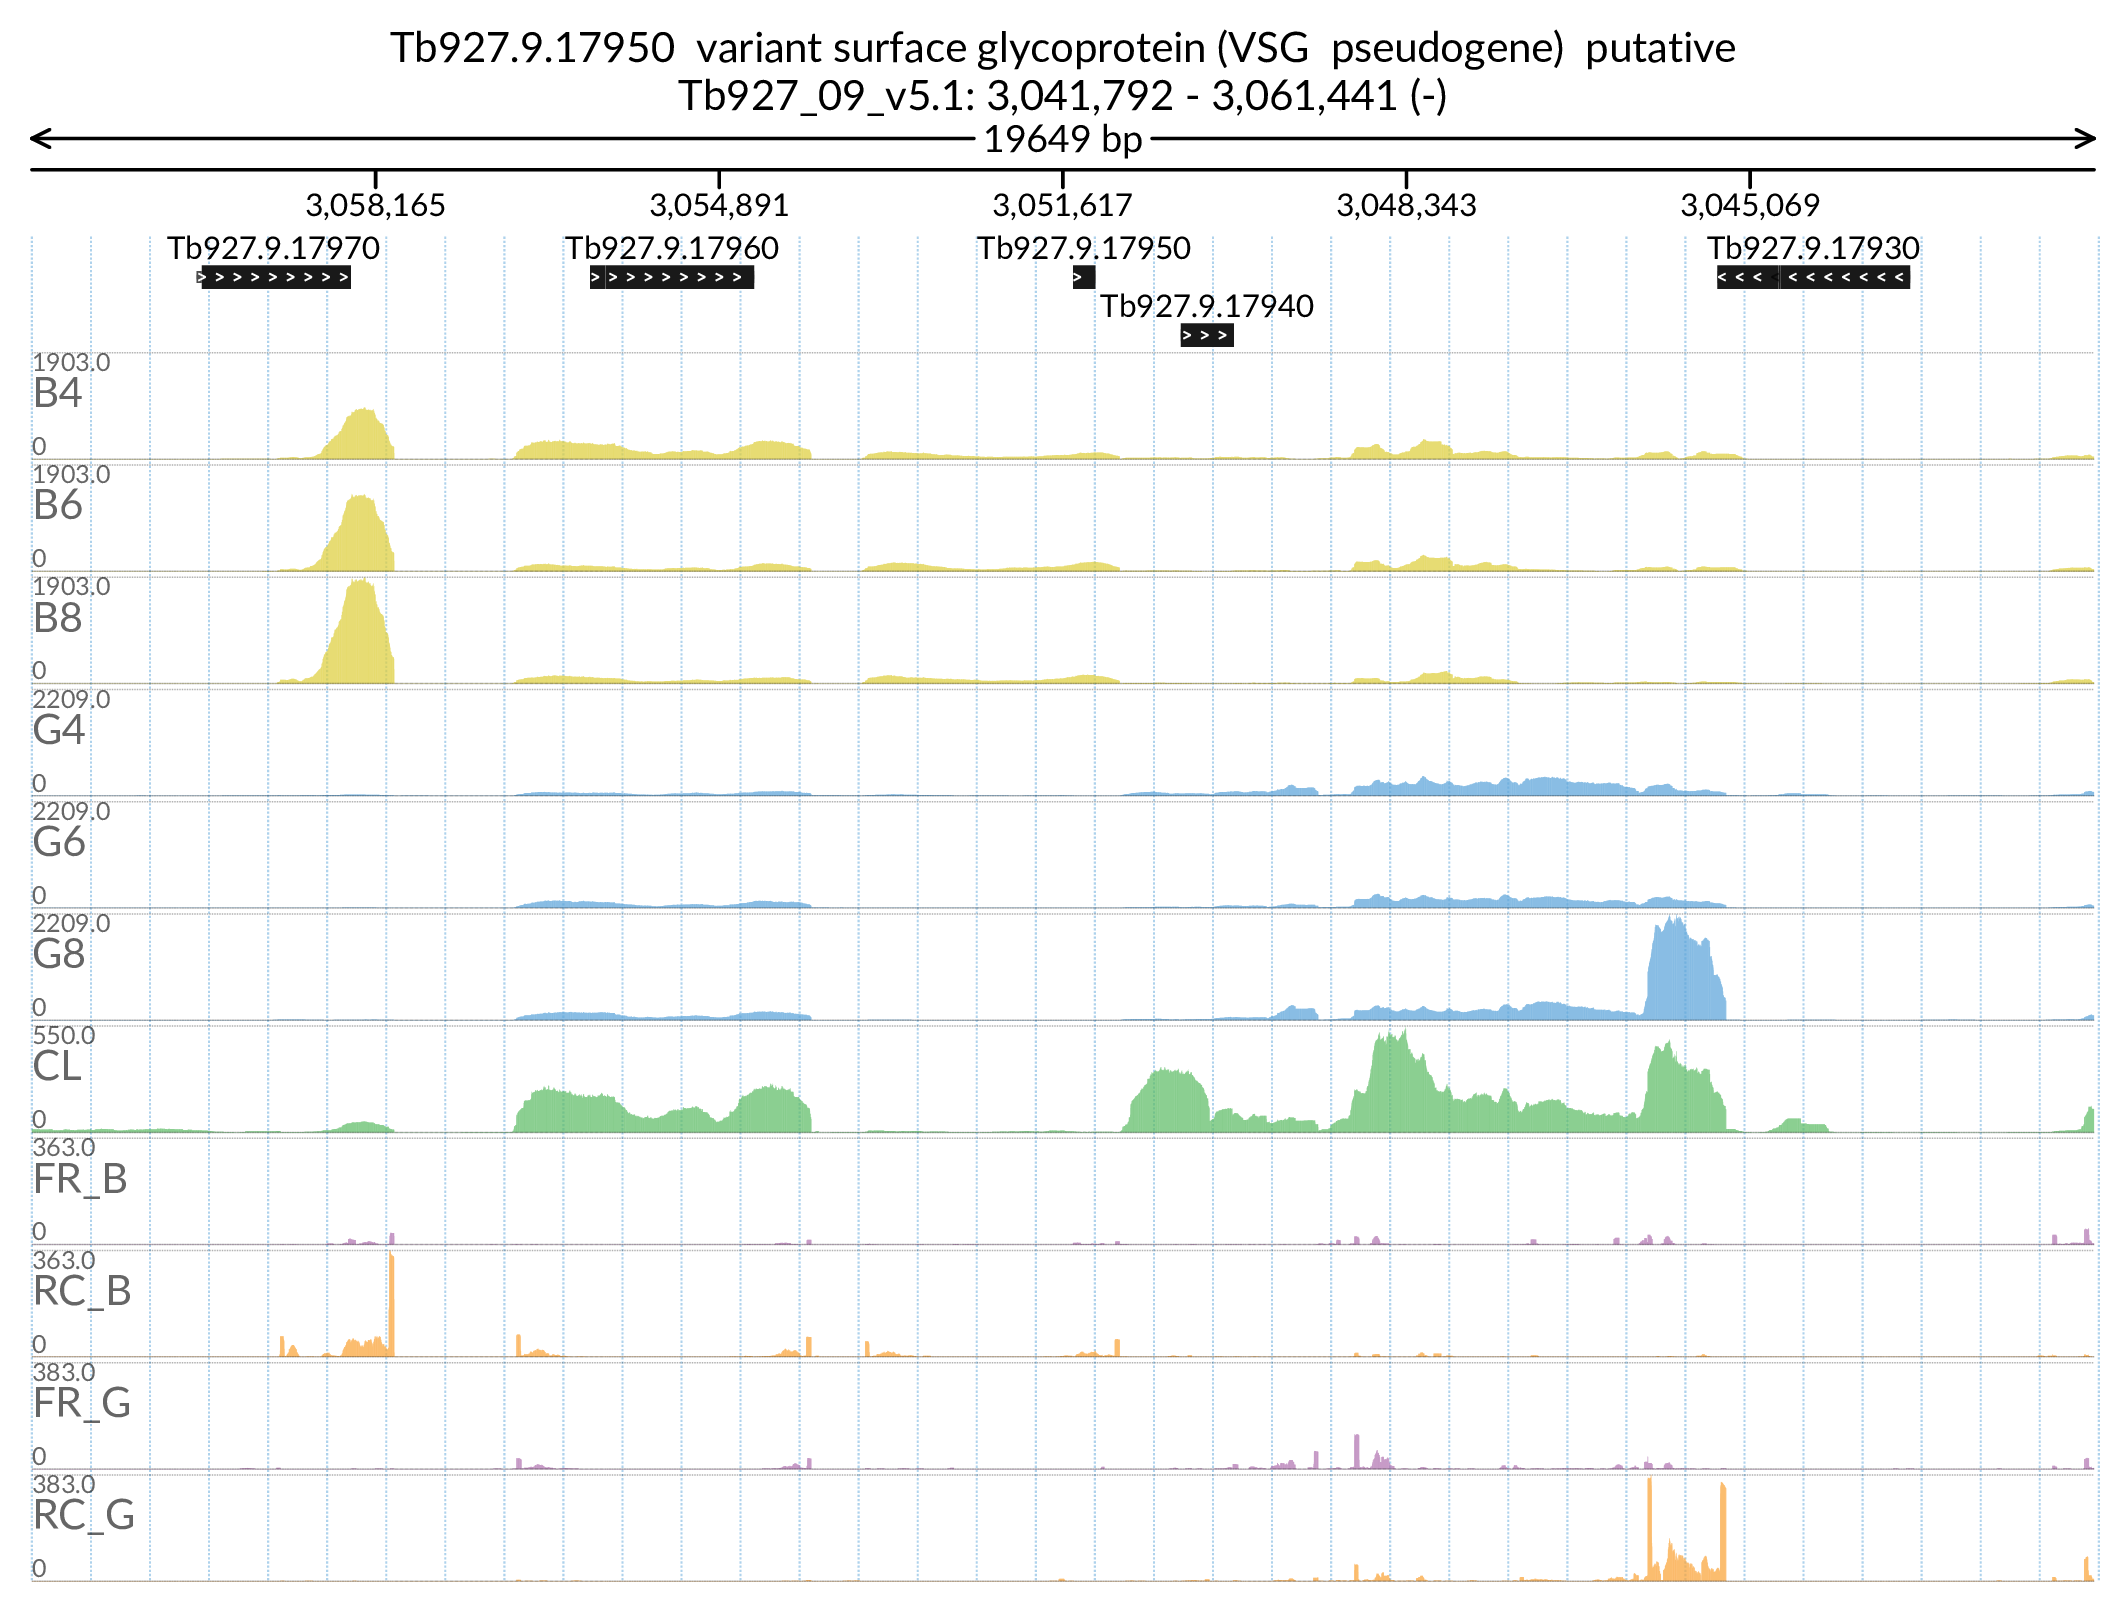 Tb927.9.17950  variant surface glycoprotein (VSG  pseudogene)  putative
Tb927_09_v5.1: 3,041,792 - 3,061,441 (-)
19649 bp
3,058,165 3,054,891 3,051,617 3,048,343 3,045,069
Tb927.9.17970 Tb927.9.17960 Tb927.9.17950 Tb927.9.17930
Tb927.9.17940
1903.0
B4
0
1903.0
B6
0
1903.0
B8
0
2209.0
G4
0
2209.0
G6
0
2209.0
G8
0
550.0
CL
0
363.0
FR_B
0
363.0
RC_B
0
383.0
FR_G
0
383.0
RC_G
0